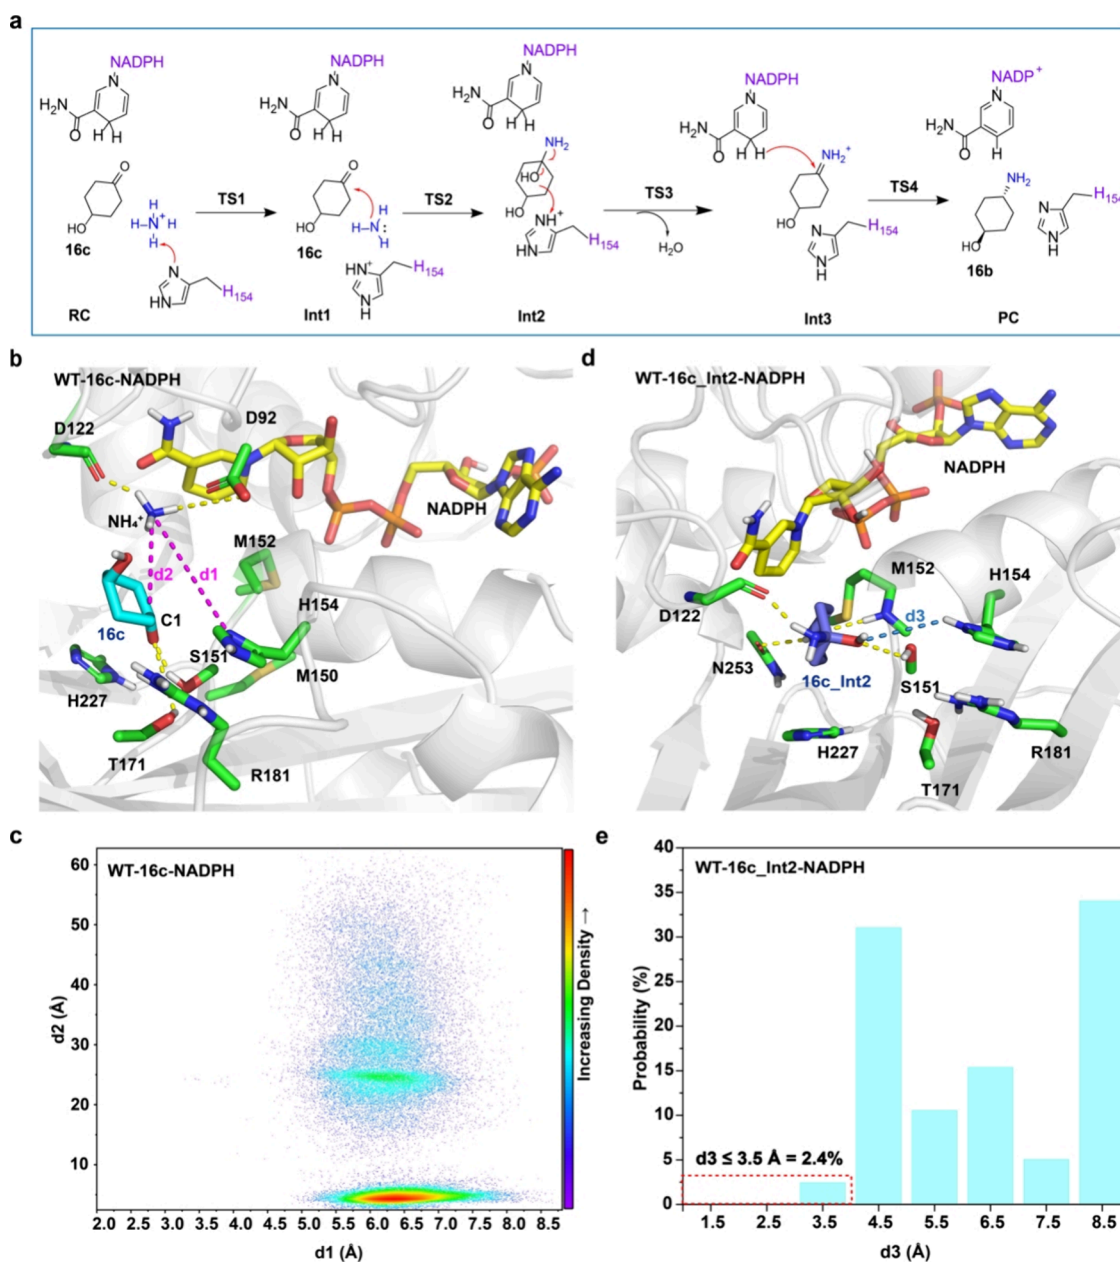 a
NADPH
NADPH
NADPH
NADPH
NADP+
N
N
N
N
N
H2N
H2N
H2N
H2N
H2N
O
H H
O
H H
O
H H
O
H H
O
H
O
O
NH2
HO
NH2+
NH2
TS1
TS2
TS3
TS4
H
H-N+-H
H
H
H-N:
H
HO
HO
HO
HO
HO
16c
16c
16b
H2O
N
HN
H154
HN+
N
H
H154
NH+
HN
H154
N
N
H
H154
N
N
H
H154
RC
Int1
Int2
Int3
PC
b
WT-16c-NADPH
D122
D92
NH4+
NADPH
M152
d2
d1
H154
16c
C1
S151
M150
H227
T171
R181
d
WT-16c_Int2-NADPH
NADPH
M152
H154
D122
d3
N253
16c_Int2
S151
H227
R181
T171
c
WT-16c-NADPH
60
50
40
30
20
10
d2 (Å)
2.0 2.5 3.0 3.5 4.0 4.5 5.0 5.5 6.0 6.5 7.0 7.5 8.0 8.5
d1 (Å)
Increasing Density →
e
WT-16c_Int2-NADPH
40
35
30
25
20
15
10
5
0
Probability (%)
d3 ≤ 3.5 Å = 2.4%
1.5 2.5 3.5 4.5 5.5 6.5 7.5 8.5
d3 (Å)